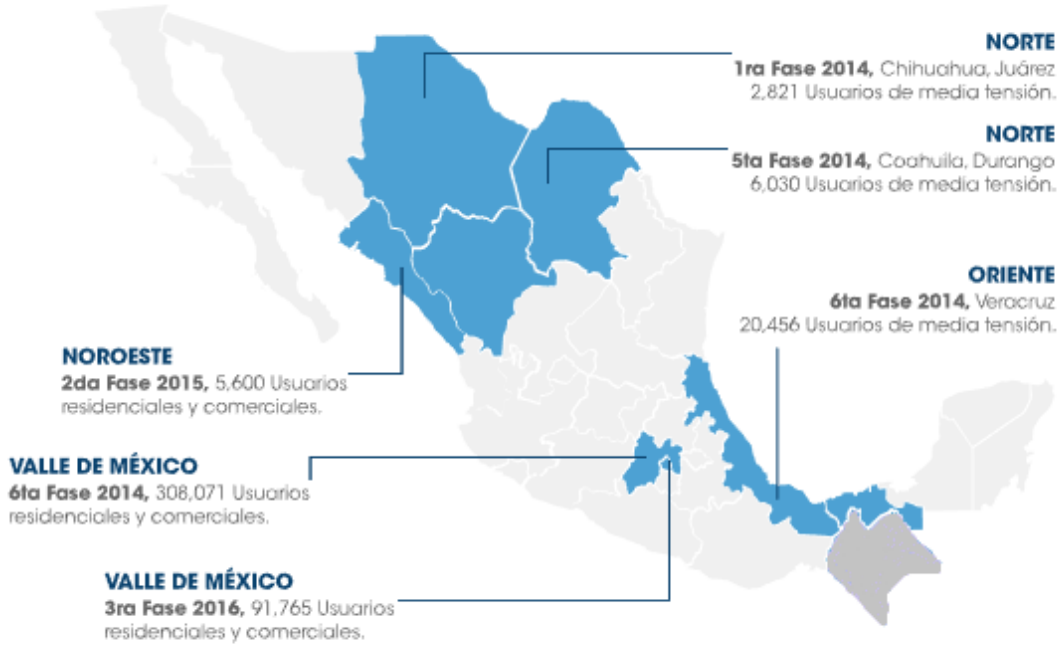 NORTE
1ra Fase 2014, Chihuahua, Juárez
2,821 Usuarios de media tensión.
NORTE
5ta Fase 2014, Coahuila, Durango
6,030 Usuarios de media tensión.
ORIENTE
6ta Fase 2014, Veracruz
20,456 Usuarios de media tensión.
NOROESTE
2da Fase 2015, 5,600 Usuarios
residenciales y comerciales.
VALLE DE MÉXICO
6ta Fase 2014, 308,071 Usuarios
residenciales y comerciales.
VALLE DE MÉXICO
3ra Fase 2016, 91,765 Usuarios
residenciales y comerciales.